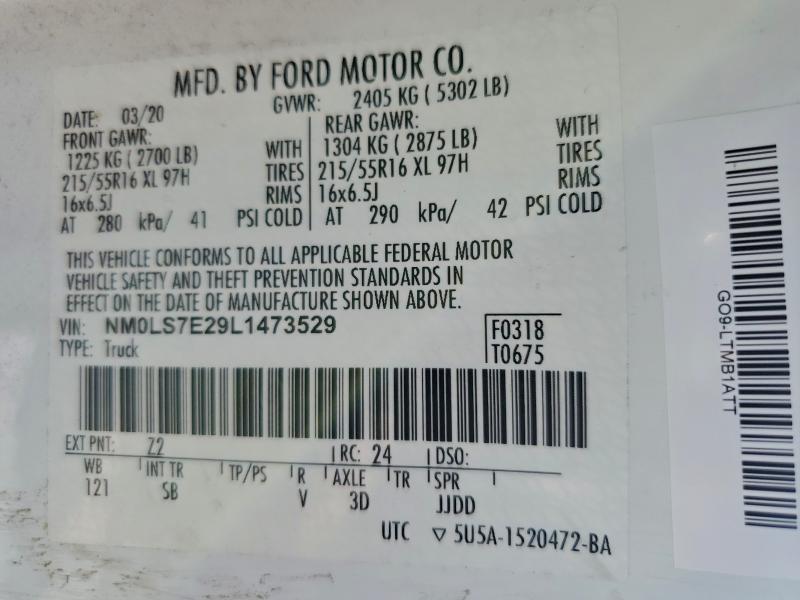 MFD. BY FORD MOTOR CO.
DATE: 03/20 GVWR: 2405 KG ( 5302 LB)
FRONT GAWR: REAR GAWR:
1225 KG ( 2700 LB) WITH 1304 KG ( 2875 LB) WITH
215/55R16 XL 97H TIRES 215/55R16 XL 97H TIRES
16x6.5J RIMS 16x6.5J RIMS
AT 280 kPa/ 41 PSI COLD AT 290 kPa/ 42 PSI COLD
THIS VEHICLE CONFORMS TO ALL APPLICABLE FEDERAL MOTOR
VEHICLE SAFETY AND THEFT PREVENTION STANDARDS IN
EFFECT ON THE DATE OF MANUFACTURE SHOWN ABOVE.
VIN: NM0LS7E29L1473529 F0318
TYPE: Truck T0675
EXT PNT: Z2 RC: 24 DSO:
WB INT TR TP/PS R AXLE TR SPR
121 SB V 3D JJDD
UTC ▽ 5U5A-1520472-BA
GO9-LTMB1ATT